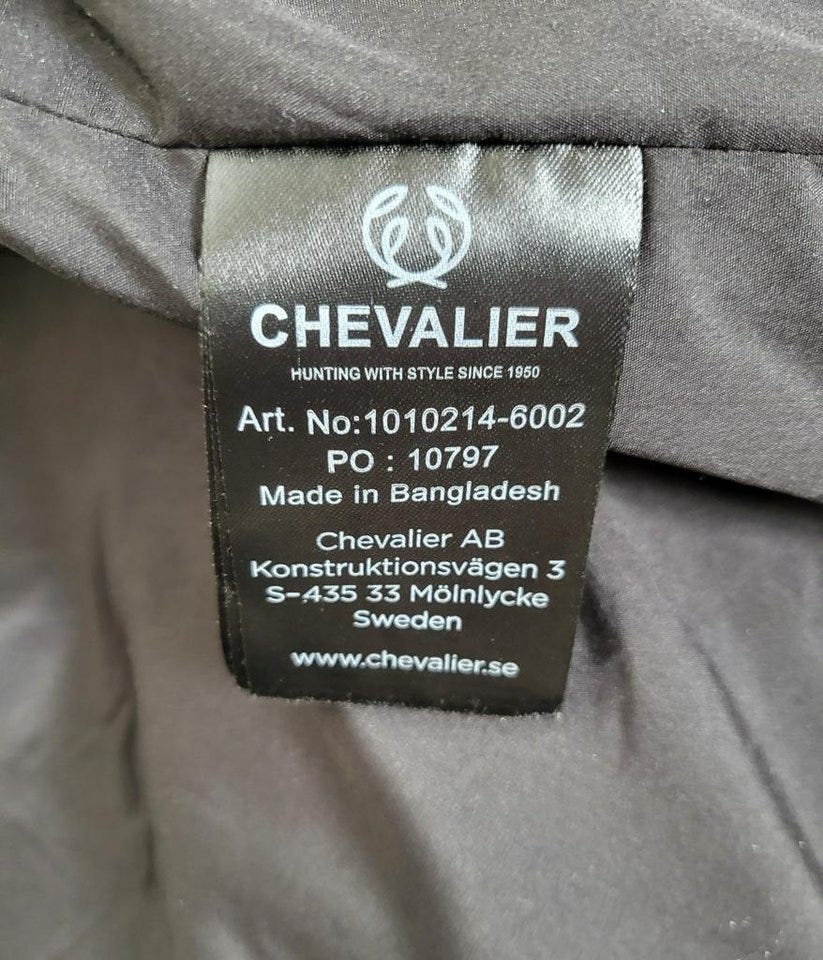 CHEVALIER
HUNTING WITH STYLE SINCE 1950
Art. No:1010214-6002
PO : 10797
Made in Bangladesh
Chevalier AB
Konstruktionsvägen 3
S-435 33 Mölnlycke
Sweden
www.chevalier.se